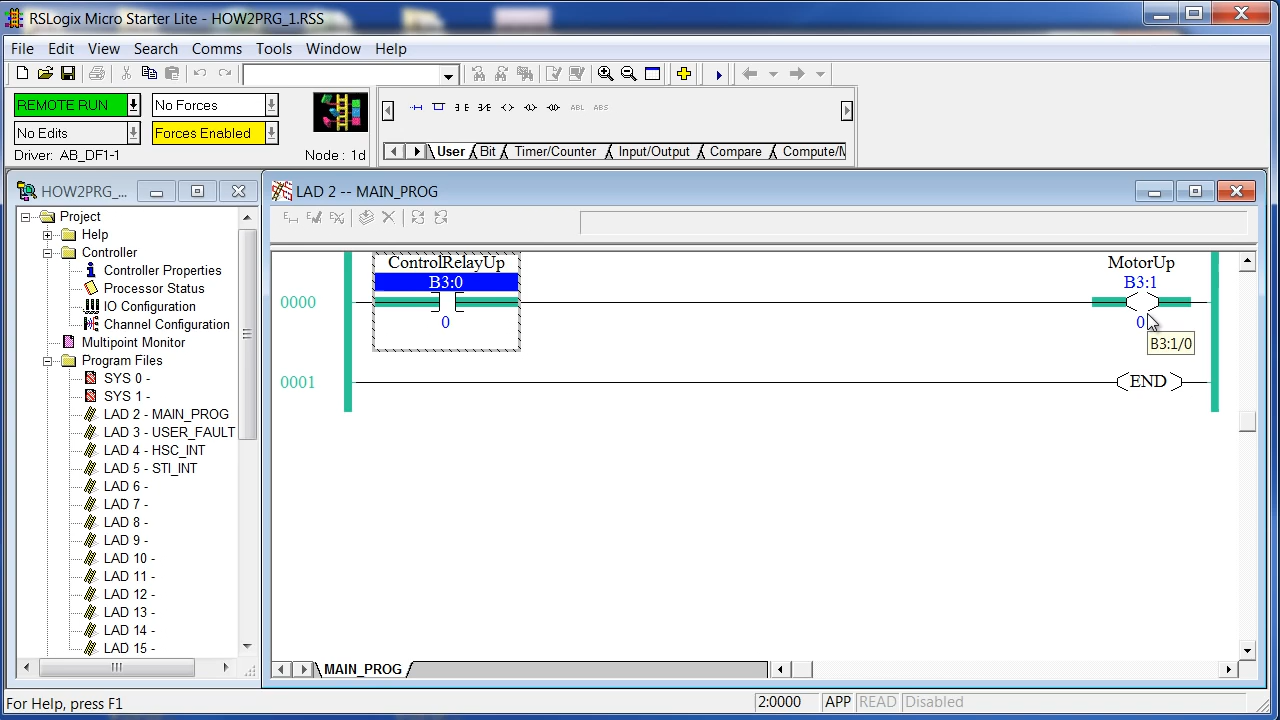 RSLogix Micro Starter Lite - HOW2PRG_1.RSS
File Edit View Search Comms Tools Window Help
REMOTE RUN No Forces
No Edits Forces Enabled
Driver: AB_DF1-1 Node : 1d
ABL ABS
User Bit Timer/Counter Input/Output Compare Compute/M
HOW2PRG_...
Project
Help
Controller
Controller Properties
Processor Status
IO Configuration
Channel Configuration
Multipoint Monitor
Program Files
SYS 0 -
SYS 1 -
LAD 2 - MAIN_PROG
LAD 3 - USER_FAULT
LAD 4 - HSC_INT
LAD 5 - STI_INT
LAD 6 -
LAD 7 -
LAD 8 -
LAD 9 -
LAD 10 -
LAD 11 -
LAD 12 -
LAD 13 -
LAD 14 -
LAD 15 -
LAD 2 -- MAIN_PROG
ControlRelayUp MotorUp
B3:0 B3:1
0000
0 0
B3:1/0
0001 END
MAIN_PROG
For Help, press F1 2:0000 APP READ Disabled